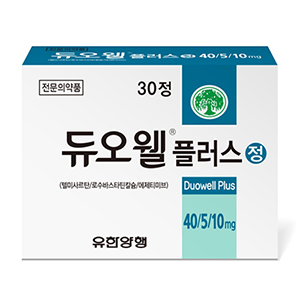 듀오웰® 플러스정 40/5/10mg
전문의약품
30정
듀오웰® 플러스 정
(텔미사르탄/로수바스타틴칼슘/에제티미브)
Duowell Plus
40/5/10mg
유한양행